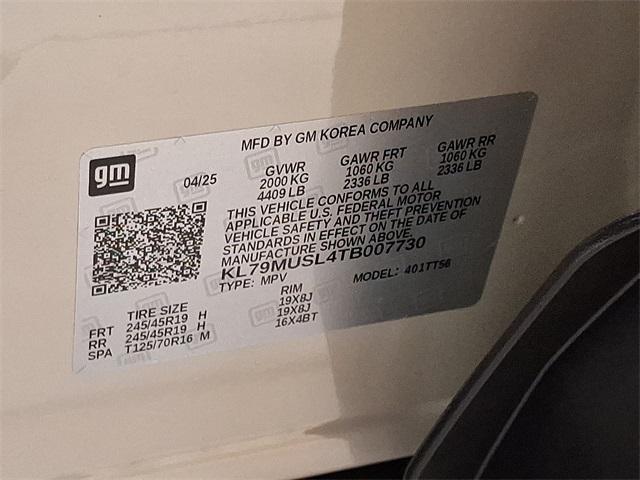 MFD BY GM KOREA COMPANY
gm
04/25
GVWR
2000 KG
4409 LB
GAWR FRT
1060 KG
2336 LB
GAWR RR
1060 KG
2336 LB
THIS VEHICLE CONFORMS TO ALL
APPLICABLE U.S. FEDERAL MOTOR
VEHICLE SAFETY AND THEFT PREVENTION
STANDARDS IN EFFECT ON THE DATE OF
MANUFACTURE SHOWN ABOVE.
KL79MUSL4TB007730
TYPE: MPV
MODEL: 401TT56
TIRE SIZE RIM
FRT 245/45R19 H 19X8J
RR 245/45R19 H 19X8J
SPA T125/70R16 M 16X4BT